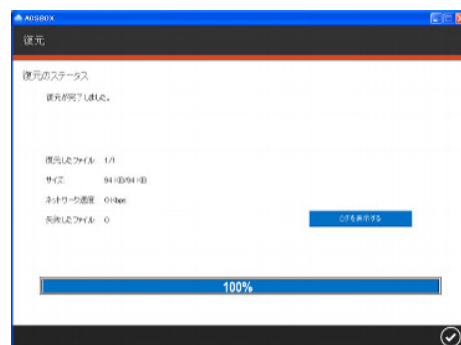 AOSBOX
復元
復元のステータス
復元が完了しました。
復元したファイル 1/1
サイズ 94 KB/94 KB
ネットワーク速度 0 Kbps
失敗したファイル 0
ログを表示する
100%